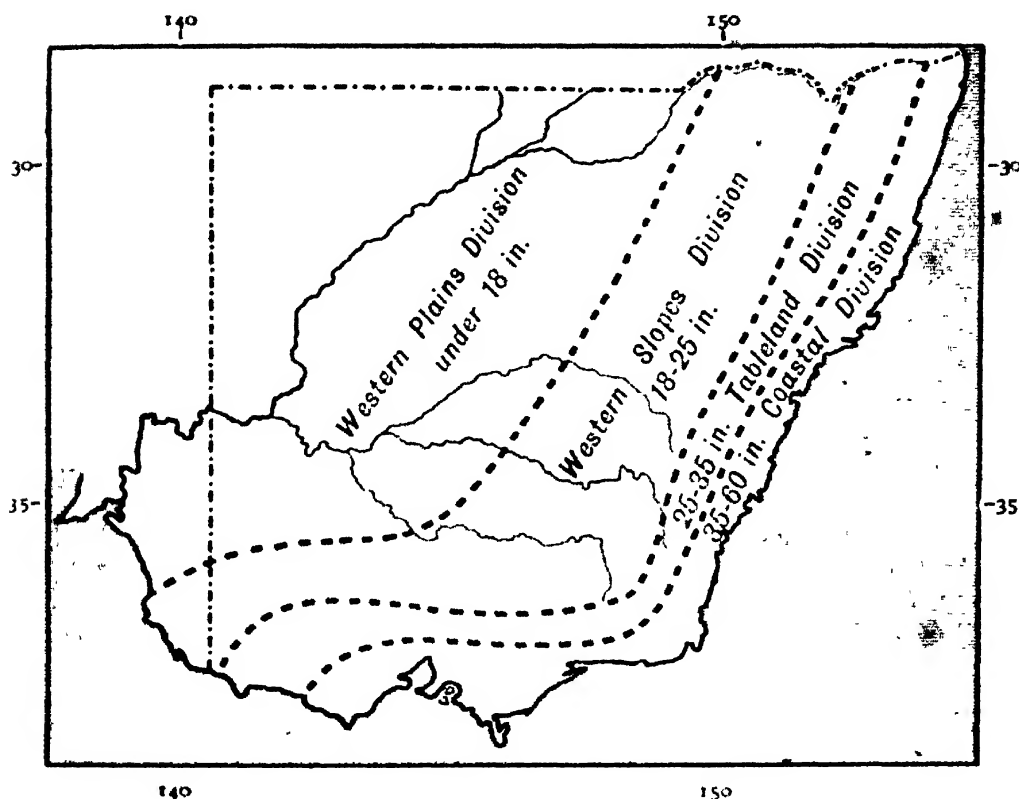 140 150
30 30
Western Plains Division
under 18 in.
Western Slopes Division
18-25 in.
25-35 in. Tableland Division
35-60 in. Coastal Division
35 35
140 150